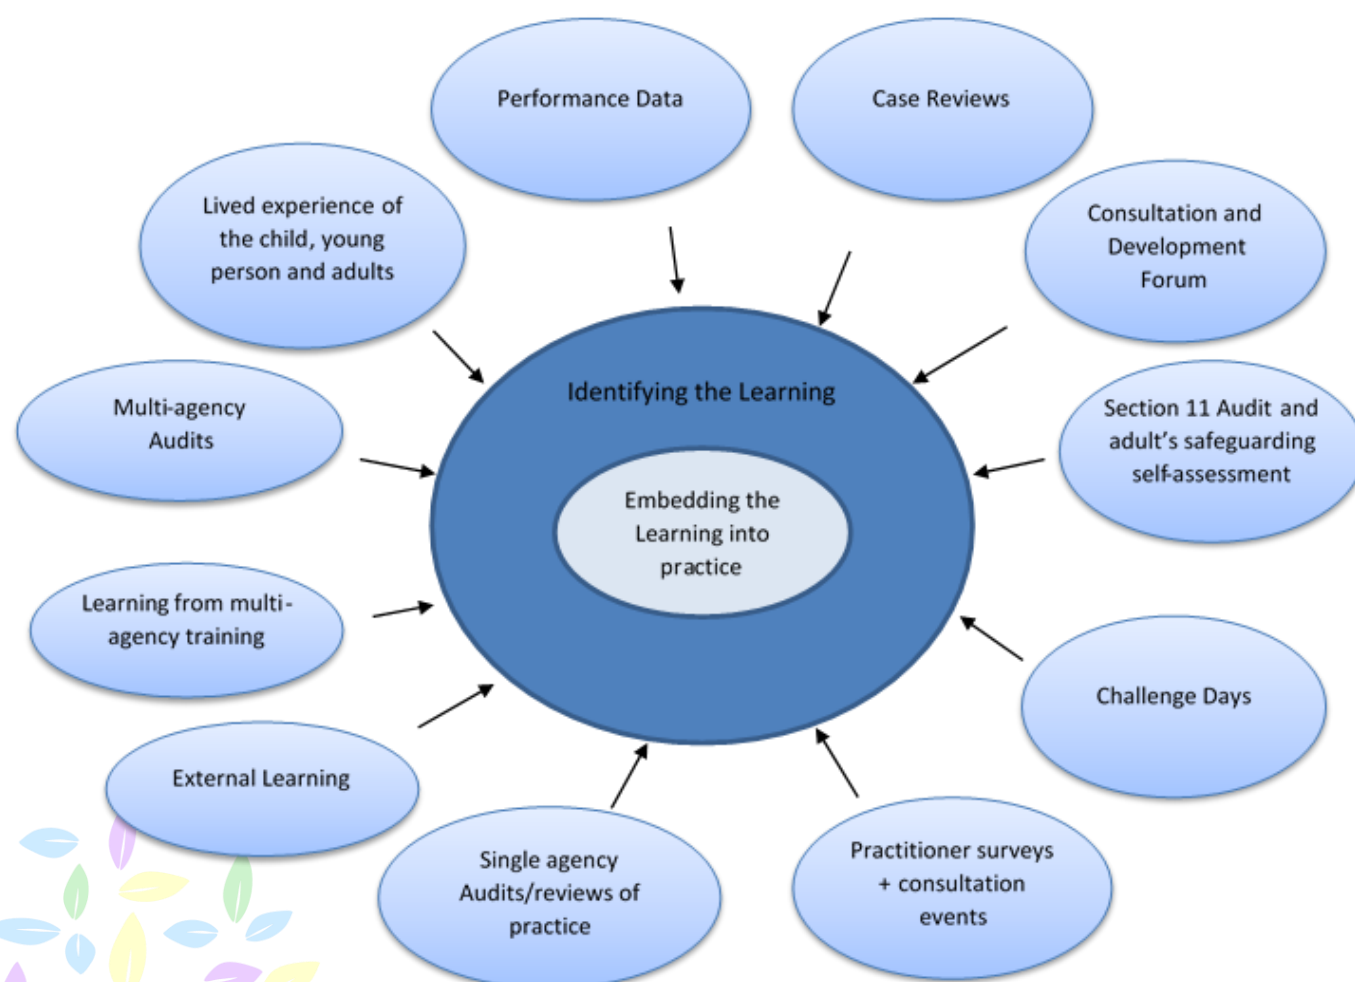 Performance Data
Case Reviews
Lived experience of
the child, young
person and adults
Consultation and
Development
Forum
Multi-agency
Audits
Identifying the Learning
Section 11 Audit and
adult’s safeguarding
self-assessment
Embedding the
Learning into
practice
Learning from multi-
agency training
Challenge Days
External Learning
Single agency
Audits/reviews of
practice
Practitioner surveys
+ consultation
events